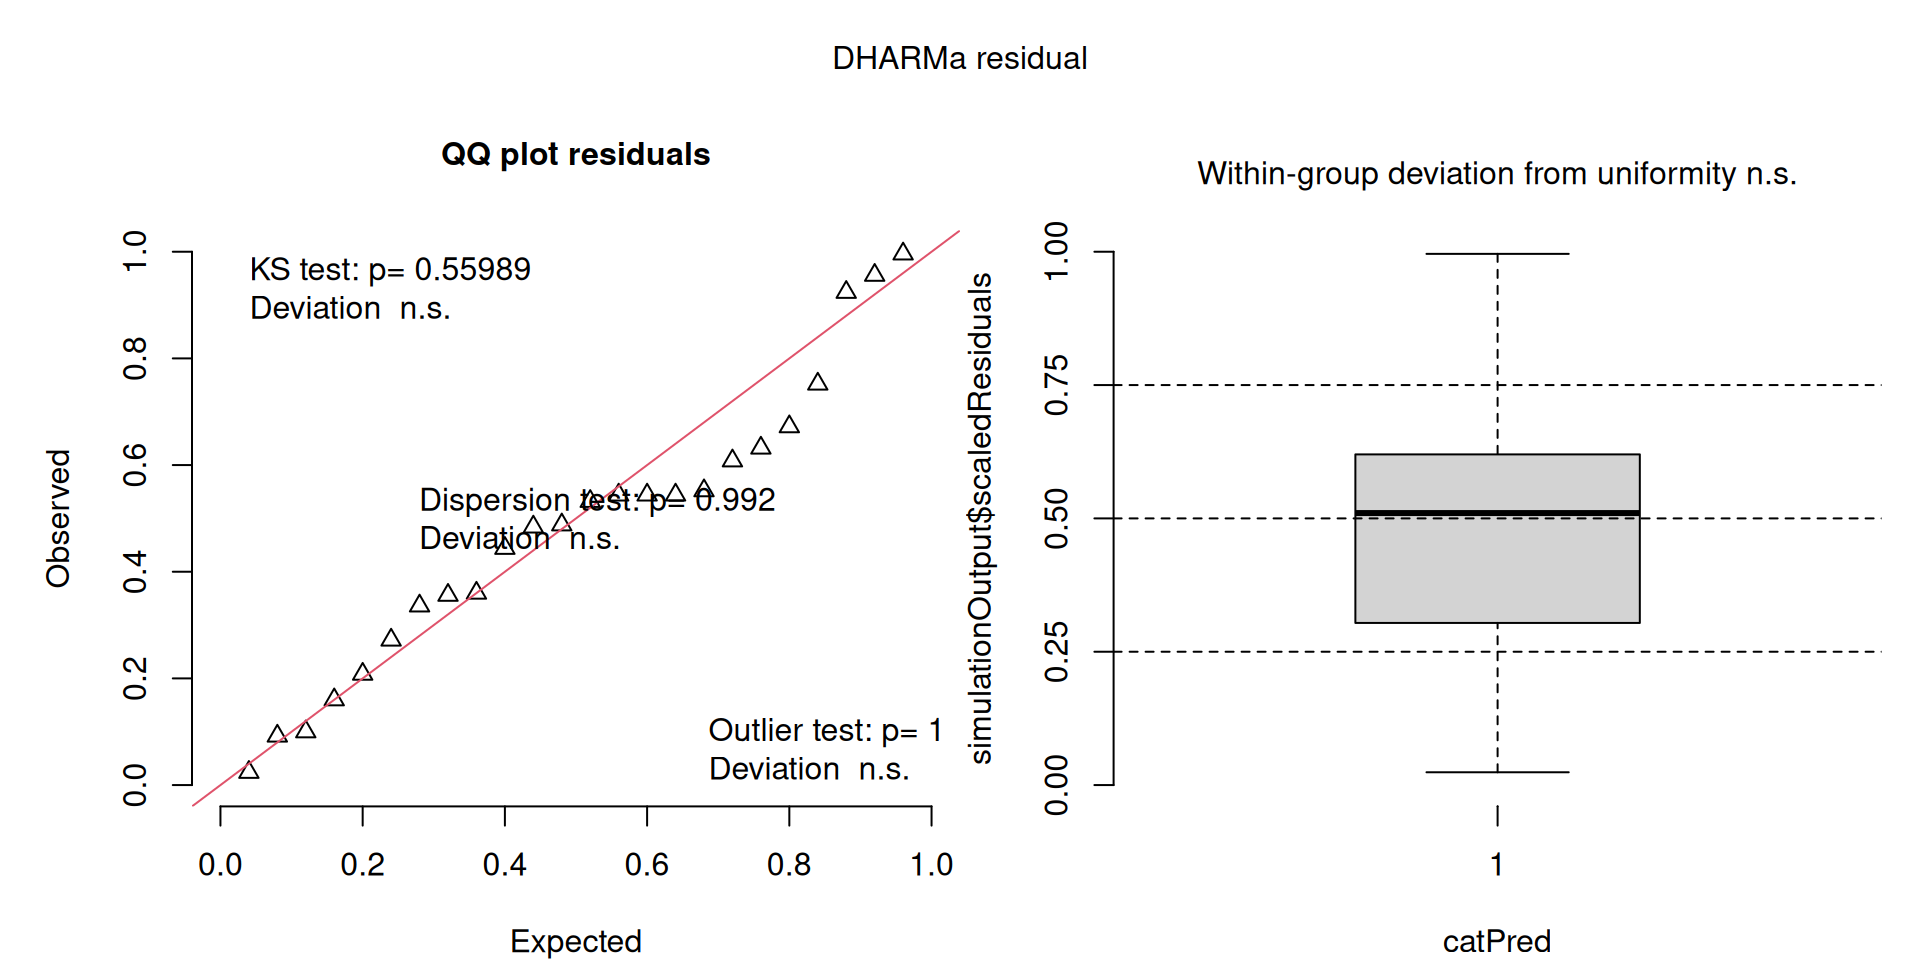 DHARMa residual
QQ plot residuals
KS test: p= 0.55989
Deviation  n.s.
Dispersion test: p= 0.992
Deviation  n.s.
Outlier test: p= 1
Deviation  n.s.
Observed
0.0
0.2
0.4
0.6
0.8
1.0
0.0 0.2 0.4 0.6 0.8 1.0
Expected
Within-group deviation from uniformity n.s.
simulationOutput$scaledResiduals
0.00
0.25
0.50
0.75
1.00
1
catPred